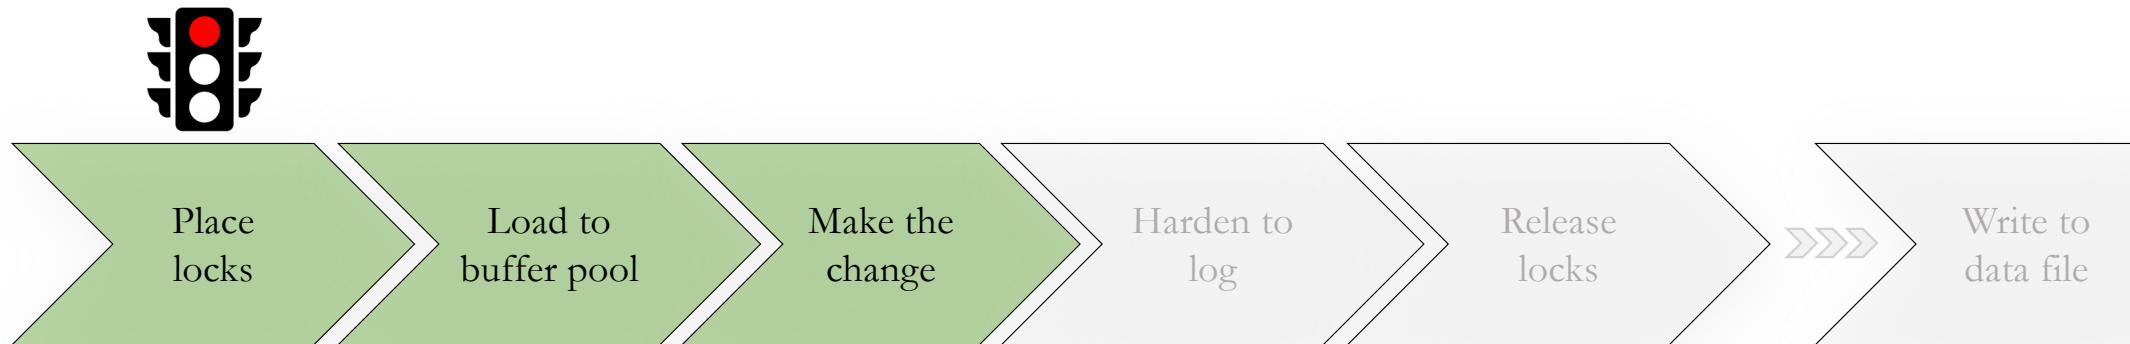 Place
locks
Load to
buffer pool
Make the
change
Harden to
log
Release
locks
Write to
data file